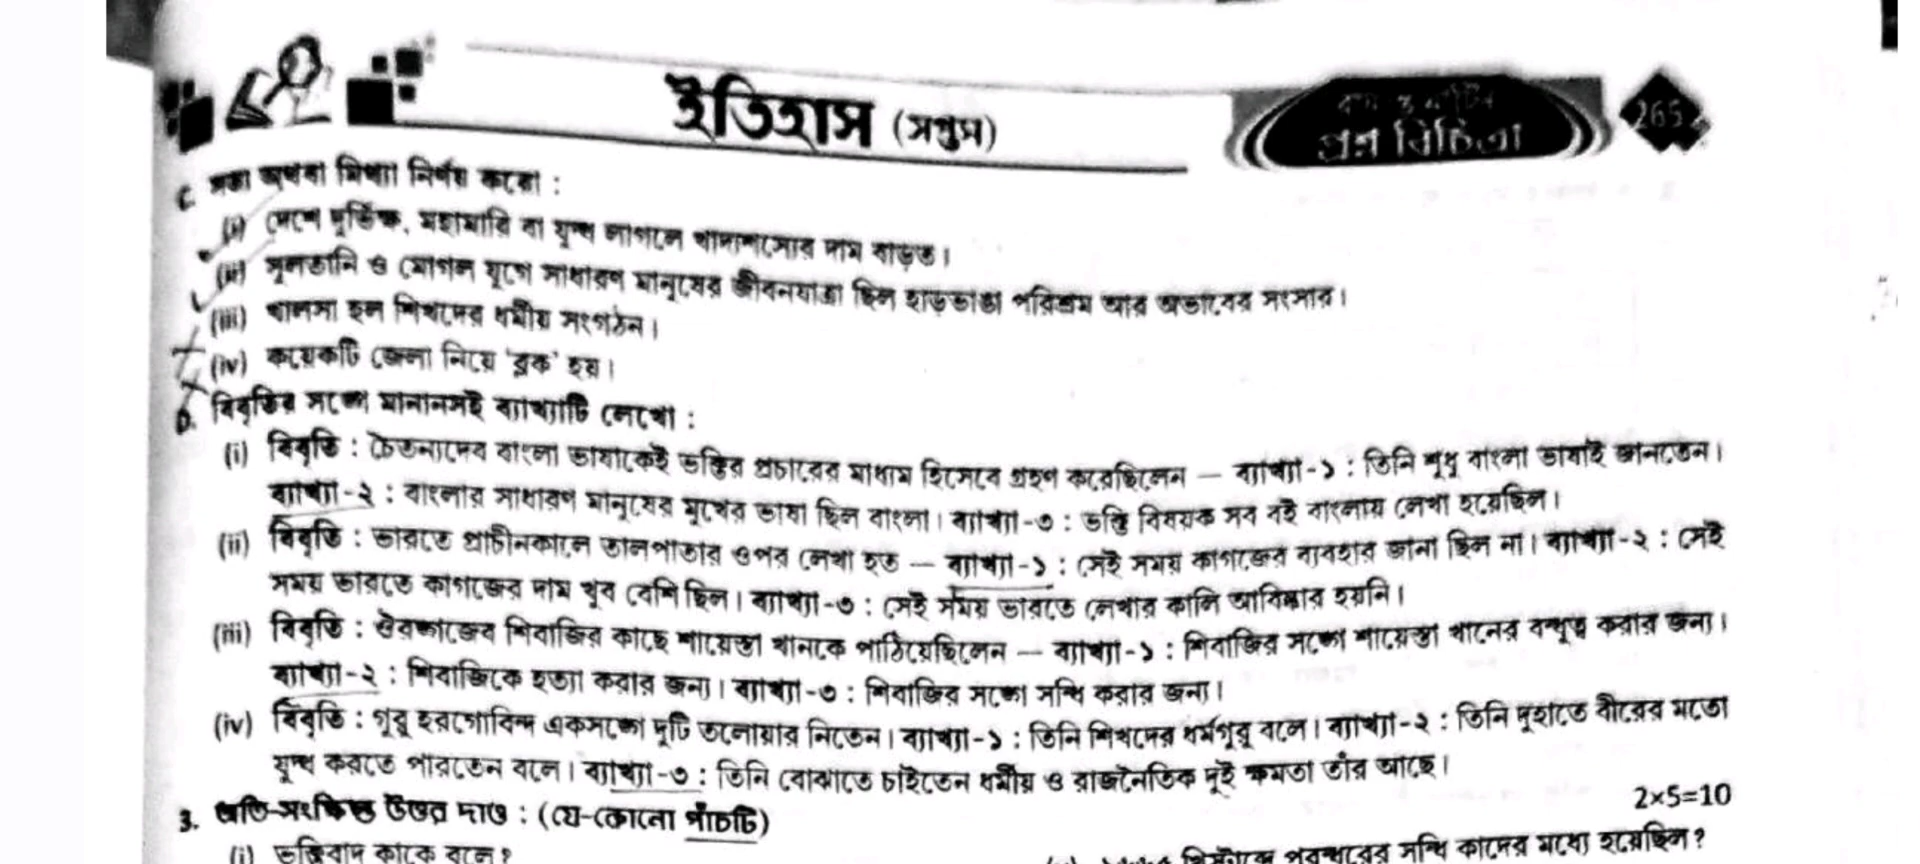 ইতিহাস (সপ্তম)
প্রশ্ন বিচিত্রা
265
C. সত্য অথবা মিথ্যা নির্ণয় করো :
(i) দেশে দুর্ভিক্ষ, মহামারি বা যুদ্ধ লাগলে খাদ্যশস্যের দাম বাড়ত।
(ii) সুলতানি ও মোগল যুগে সাধারণ মানুষের জীবনযাত্রা ছিল হাড়ভাঙা পরিশ্রম আর অভাবের সংসার।
(iii) খালসা হল শিখদের ধর্মীয় সংগঠন।
(iv) কয়েকটি জেলা নিয়ে 'ব্লক' হয়।
D. বিবৃতির সঙ্গে মানানসই ব্যাখ্যাটি লেখো :
(i) বিবৃতি : চৈতন্যদেব বাংলা ভাষাকেই ভক্তির প্রচারের মাধ্যম হিসেবে গ্রহণ করেছিলেন — ব্যাখ্যা-১ : তিনি শুধু বাংলা ভাষাই জানতেন।
ব্যাখ্যা-২ : বাংলার সাধারণ মানুষের মুখের ভাষা ছিল বাংলা। ব্যাখ্যা-৩ : ভক্তি বিষয়ক সব বই বাংলায় লেখা হয়েছিল।
(ii) বিবৃতি : ভারতে প্রাচীনকালে তালপাতার ওপর লেখা হত — ব্যাখ্যা-১ : সেই সময় কাগজের ব্যবহার জানা ছিল না। ব্যাখ্যা-২ : সেই
সময় ভারতে কাগজের দাম খুব বেশি ছিল। ব্যাখ্যা-৩ : সেই সময় ভারতে লেখার কালি আবিষ্কার হয়নি।
(iii) বিবৃতি : ঔরঙ্গজেব শিবাজির কাছে শায়েস্তা খানকে পাঠিয়েছিলেন — ব্যাখ্যা-১ : শিবাজির সঙ্গে শায়েস্তা খানের বন্ধুত্ব করার জন্য।
ব্যাখ্যা-২ : শিবাজিকে হত্যা করার জন্য। ব্যাখ্যা-৩ : শিবাজির সঙ্গে সন্ধি করার জন্য।
(iv) বিবৃতি : গুরু হরগোবিন্দ একসঙ্গে দুটি তলোয়ার নিতেন। ব্যাখ্যা-১ : তিনি শিখদের ধর্মগুরু বলে। ব্যাখ্যা-২ : তিনি দুহাতে বীরের মতো
যুদ্ধ করতে পারতেন বলে। ব্যাখ্যা-৩ : তিনি বোঝাতে চাইতেন ধর্মীয় ও রাজনৈতিক দুই ক্ষমতা তাঁর আছে।
3. অতি-সংক্ষিপ্ত উত্তর দাও : (যে-কোনো পাঁচটি) 2×5=10
(i) ভক্তিবাদ কাকে বলে?
খ্রিস্টাব্দে পুরন্দরের সন্ধি কাদের মধ্যে হয়েছিল?